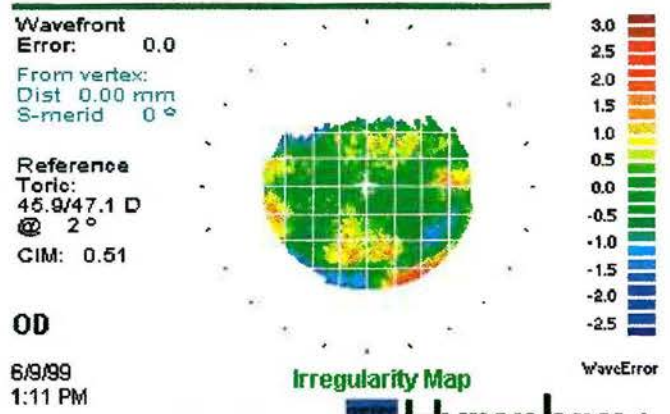 Wavefront
Error: 0.0
From vertex:
Dist 0.00 mm
S-merid 0 °
Reference
Toric:
45.9/47.1 D
@ 2°
CIM: 0.51
OD
6/9/99
1:11 PM
Irregularity Map
3.0
2.5
2.0
1.5
1.0
0.5
0.0
-0.5
-1.0
-1.5
-2.0
-2.5
WaveError